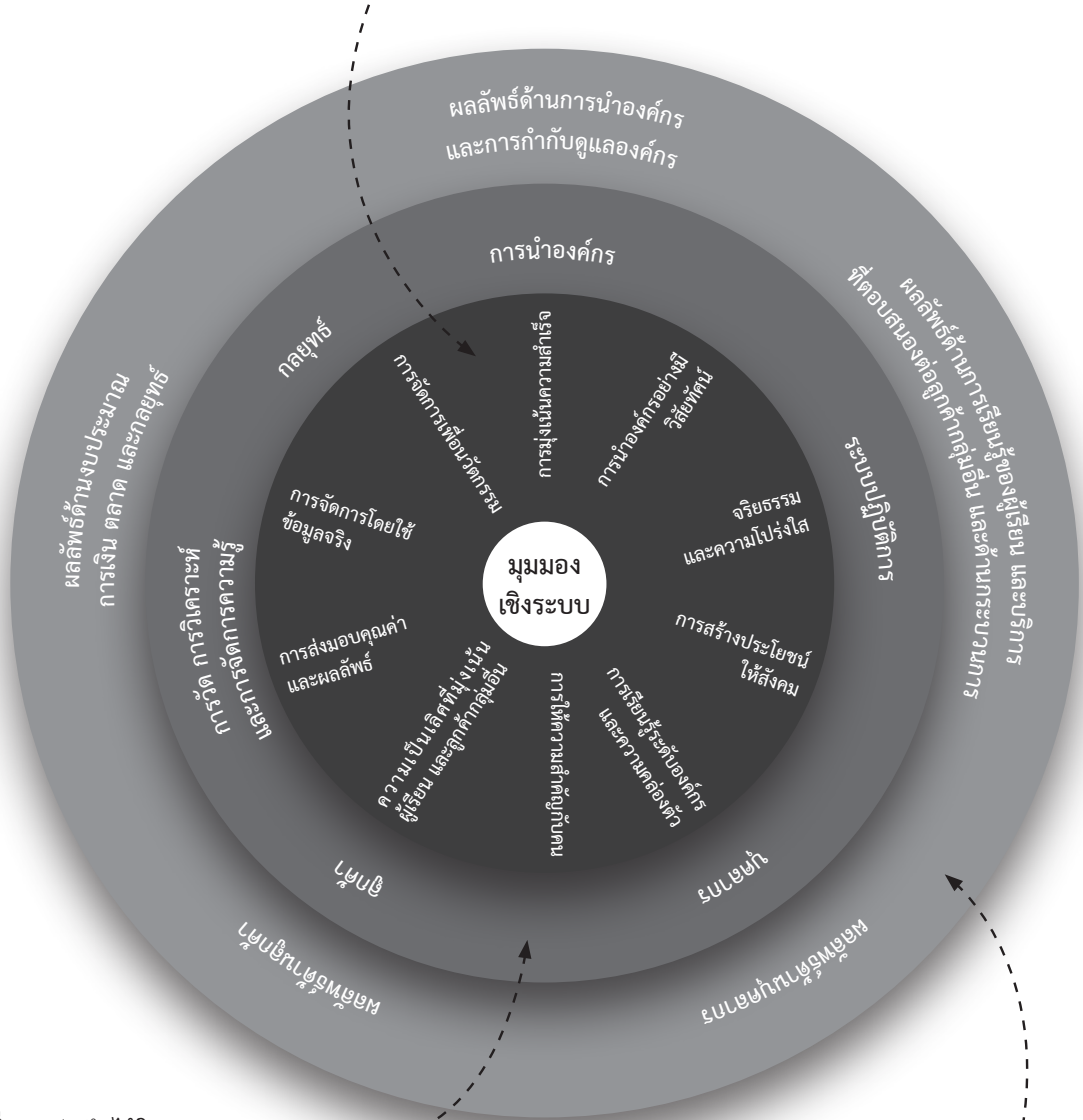 ผลลัพธ์ด้านการนำองค์กร
และการกำกับดูแลองค์กร
ผลลัพธ์ด้านการเรียนรู้ของผู้เรียน และบริการ
ที่ตอบสนองต่อลูกค้ากลุ่มอื่น และด้านกระบวนการ
ผลลัพธ์ด้านบุคลากร
ผลลัพธ์ด้านลูกค้า
ผลลัพธ์ด้านงบประมาณ
การเงิน ตลาด และกลยุทธ์
การนำองค์กร
ระบบปฏิบัติการ
บุคลากร
ลูกค้า
การวัด การวิเคราะห์
และการจัดการความรู้
กลยุทธ์
การมุ่งเน้นความสำเร็จ
การนำองค์กรอย่างมี
วิสัยทัศน์
จริยธรรม
และความโปร่งใส
การสร้างประโยชน์
ให้สังคม
การเรียนรู้ระดับองค์กร
และความคล่องตัว
การให้ความสำคัญกับคน
ความเป็นเลิศที่มุ่งเน้น
ผู้เรียน และลูกค้ากลุ่มอื่น
การส่งมอบคุณค่า
และผลลัพธ์
การจัดการโดยใช้
ข้อมูลจริง
การจัดการเพื่อนวัตกรรม
มุมมอง
เชิงระบบ